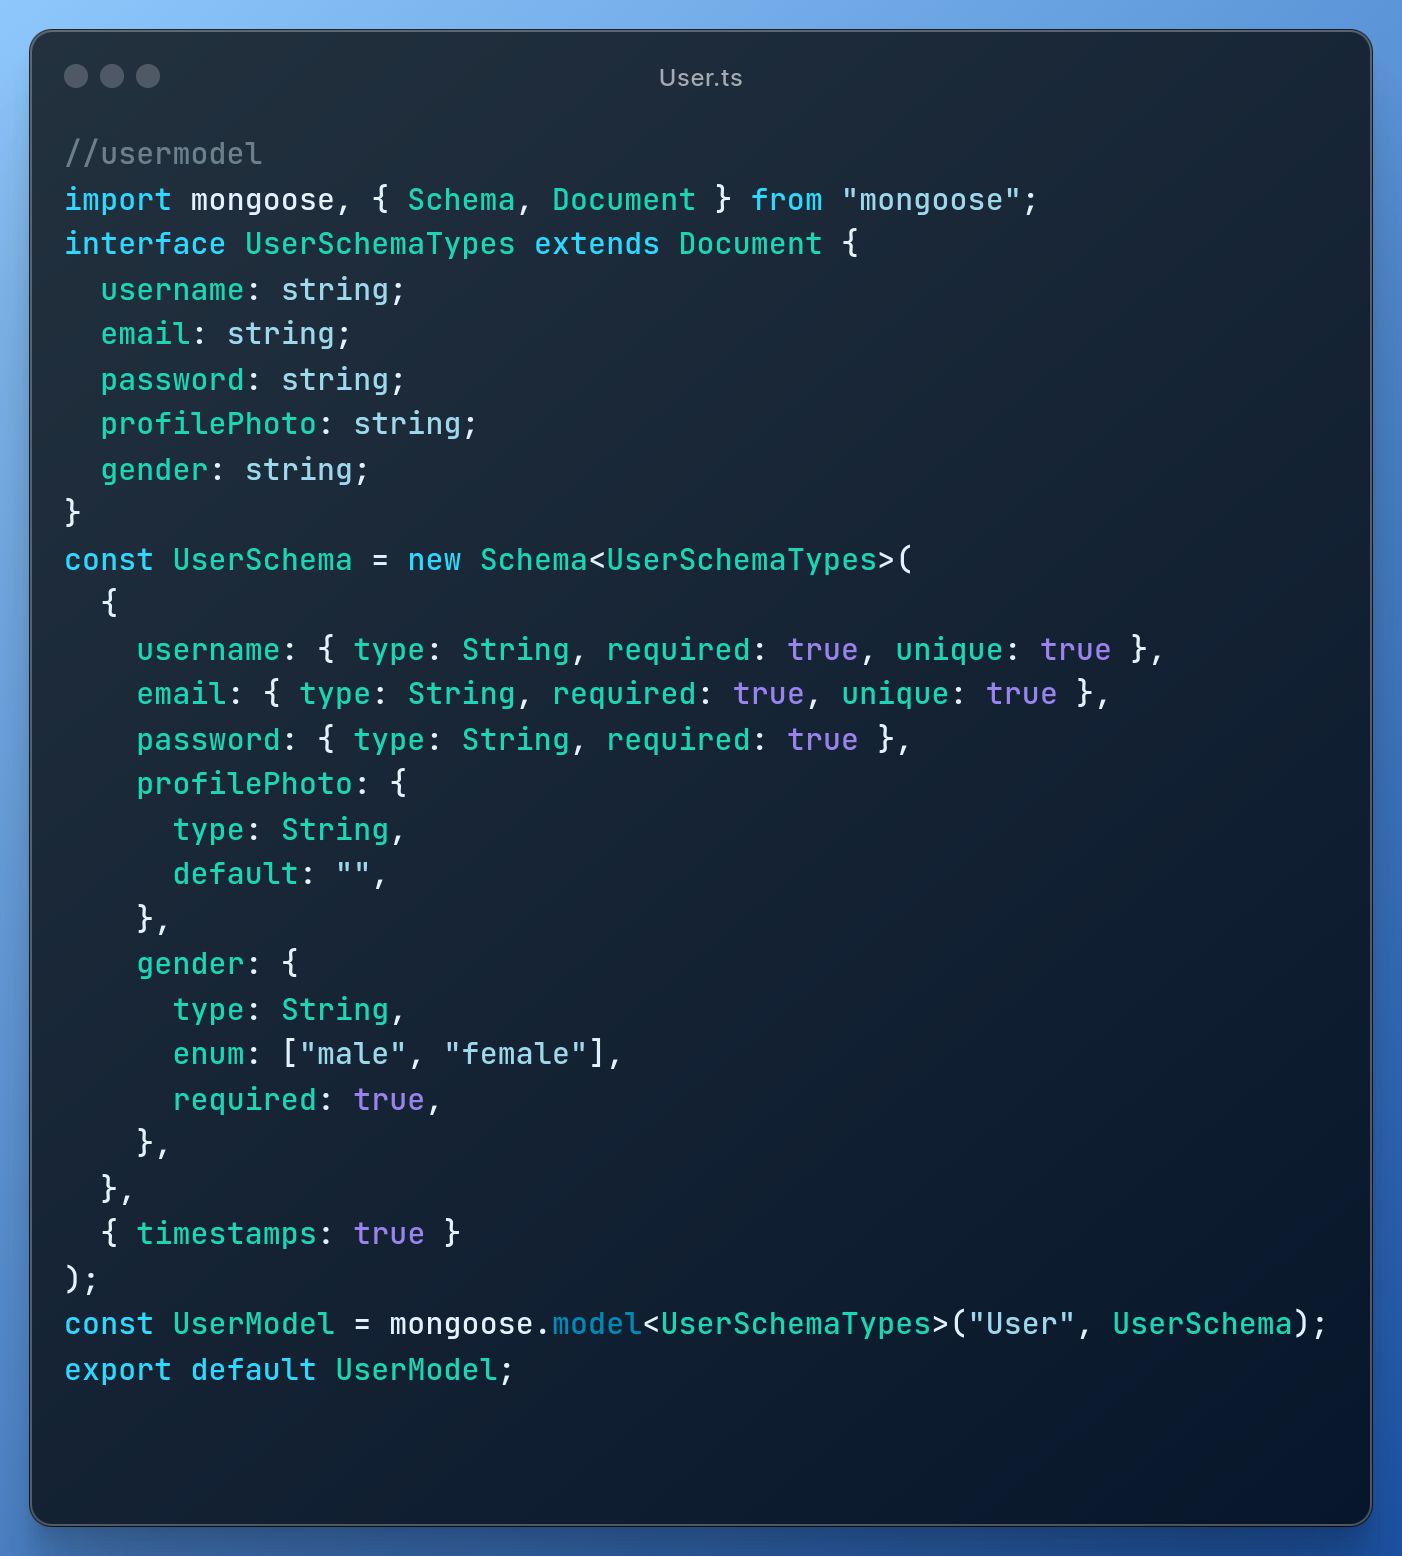 User.ts
//usermodel
import mongoose, { Schema, Document } from "mongoose";
interface UserSchemaTypes extends Document {
  username: string;
  email: string;
  password: string;
  profilePhoto: string;
  gender: string;
}
const UserSchema = new Schema<UserSchemaTypes>(
  {
    username: { type: String, required: true, unique: true },
    email: { type: String, required: true, unique: true },
    password: { type: String, required: true },
    profilePhoto: {
      type: String,
      default: "",
    },
    gender: {
      type: String,
      enum: ["male", "female"],
      required: true,
    },
  },
  { timestamps: true }
);
const UserModel = mongoose.model<UserSchemaTypes>("User", UserSchema);
export default UserModel;